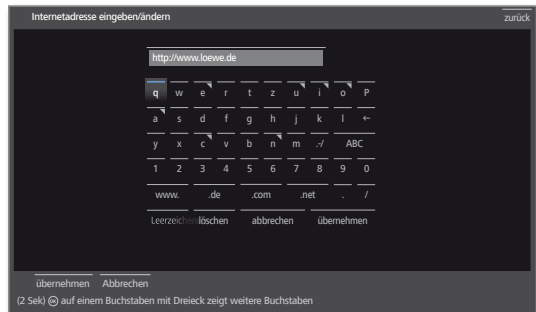 Internetadresse eingeben/ändern zurück
http://www.loewe.de
q w e r t z u i o P
a s d f g h j k l ←
y x c v b n m .-/ ABC
1 2 3 4 5 6 7 8 9 0
www. .de .com .net . /
Leerzeichen löschen abbrechen übernehmen
übernehmen Abbrechen
(2 Sek) OK auf einem Buchstaben mit Dreieck zeigt weitere Buchstaben